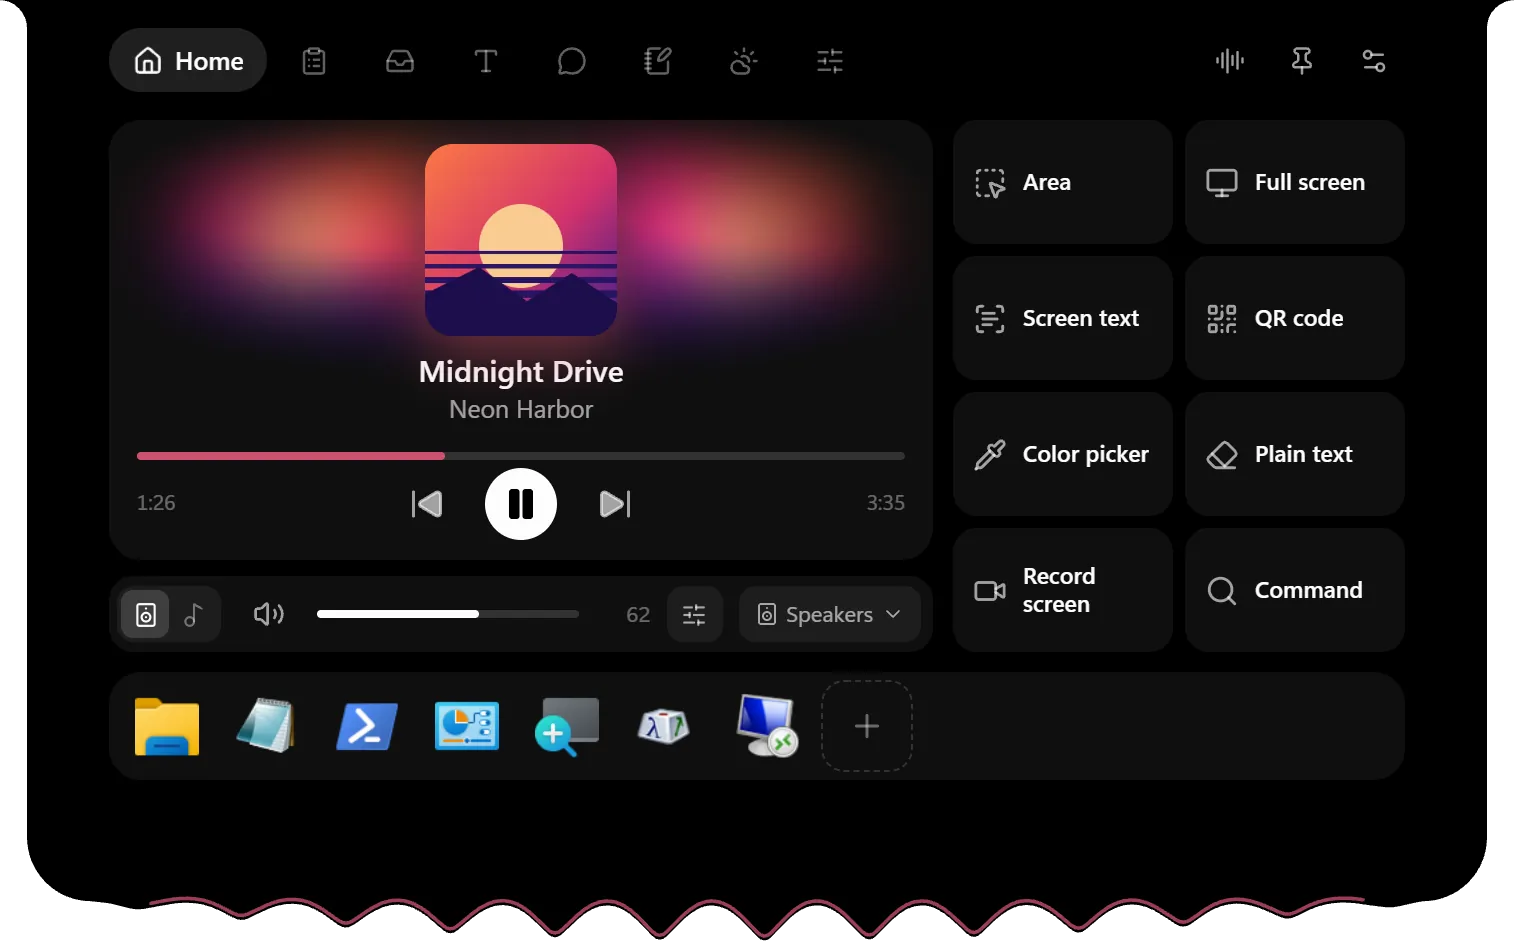 Home
Area
Full screen
Screen text
QR code
Midnight Drive
Neon Harbor
1:26
3:35
Color picker
Plain text
Record
screen
Command
62
Speakers